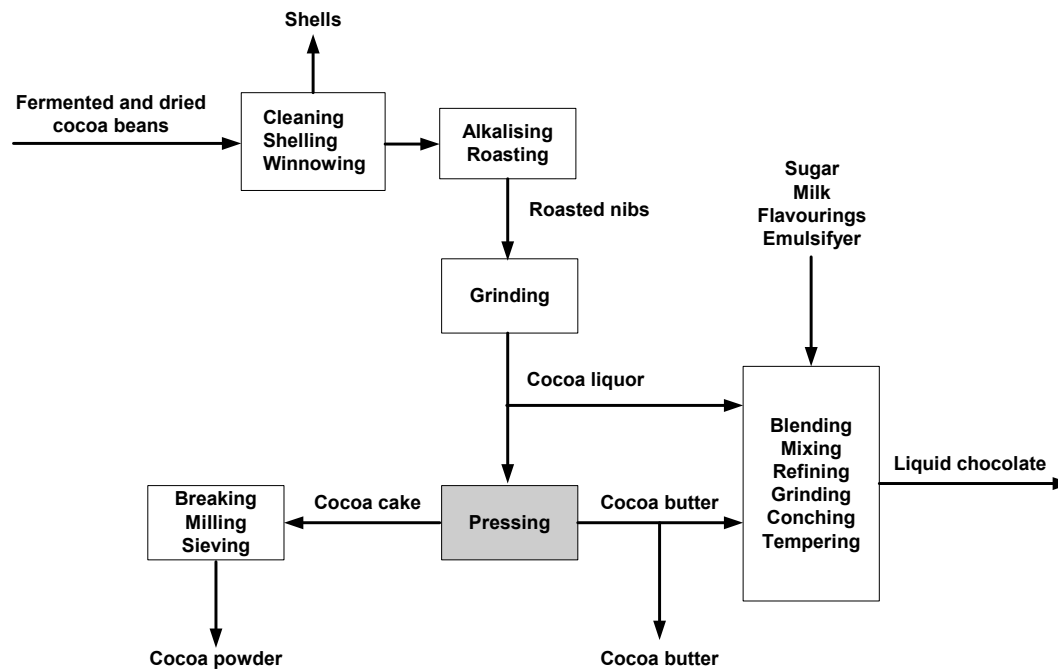 Shells
Fermented and dried
cocoa beans
Cleaning
Shelling
Winnowing
Alkalising
Roasting
Sugar
Milk
Flavourings
Emulsifyer
Roasted nibs
Grinding
Cocoa liquor
Blending
Mixing
Refining
Grinding
Conching
Tempering
Liquid chocolate
Breaking
Milling
Sieving
Cocoa cake
Pressing
Cocoa butter
Cocoa powder
Cocoa butter